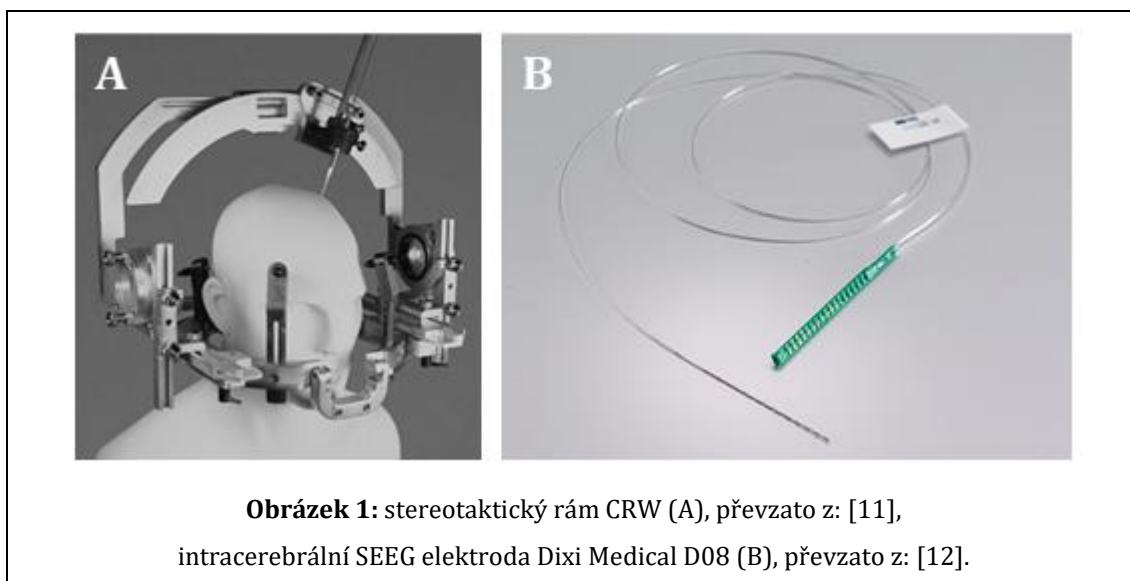 A
B
Obrázek 1: stereotaktický rám CRW (A), převzato z: [11],
intracerebrální SEEG elektroda Dixi Medical D08 (B), převzato z: [12].